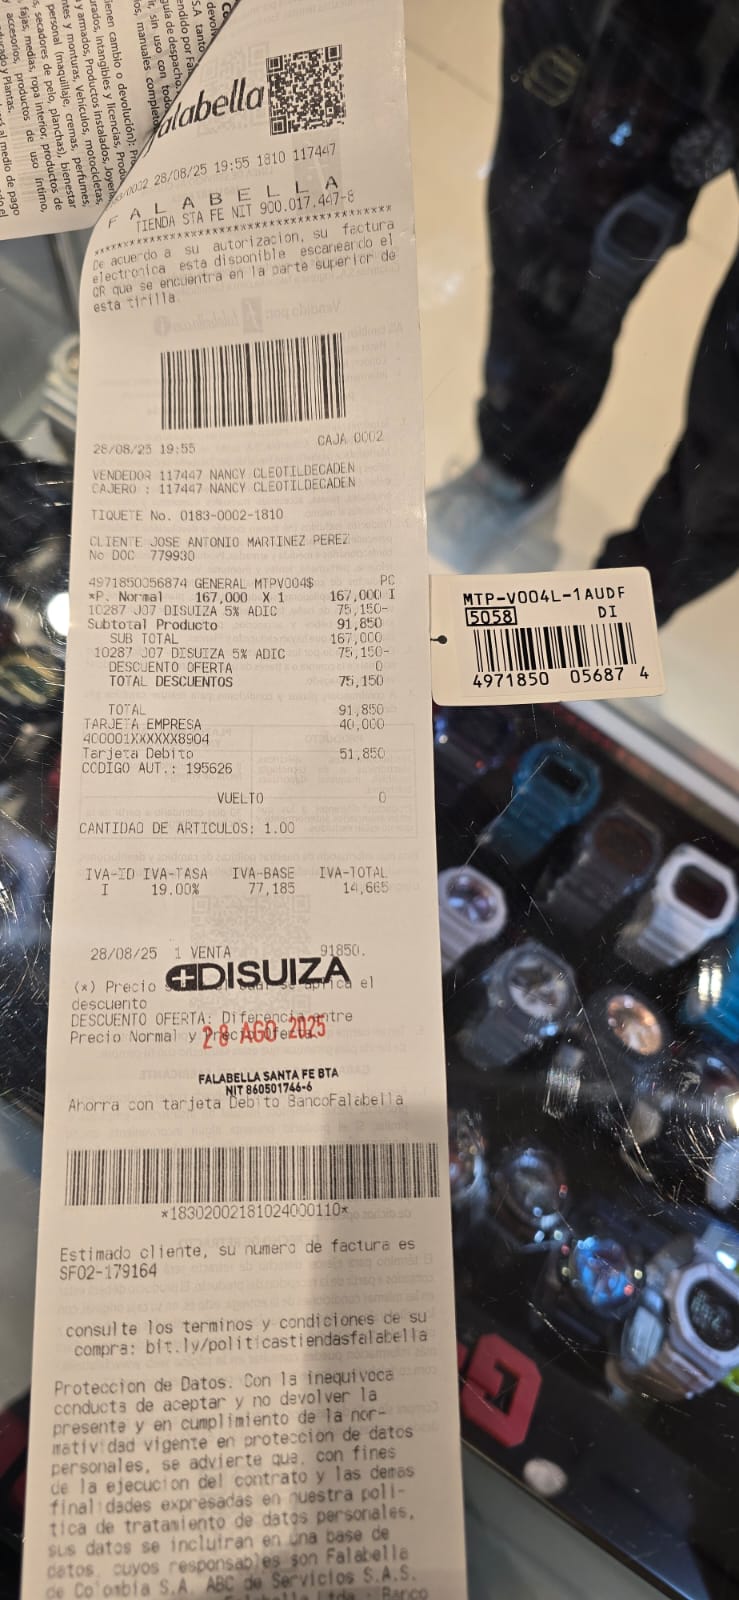 falabella
0002 28/08/25 19:55 1810 117447
F A L A B E L L A
TIENDA STA FE NIT 900.017.447-8
De acuerdo a su autorizacion, su factura
electronica esta disponible escaneando el
QR que se encuentra en la parte superior de
esta tirilla.
28/08/25 19:55 CAJA 0002
VENDEDOR 117447 NANCY CLEOTILDECADEN
CAJERO : 117447 NANCY CLEOTILDECADEN
TIQUETE No. 0183-0002-1810
CLIENTE JOSE ANTONIO MARTINEZ PEREZ
No DOC 779930
4971850056874 GENERAL MTPV004$ PC
*P. Normal 167,000 X 1 167,000 I
10287 J07 DISUIZA 5% ADIC 75,150-
Subtotal Producto 91,850
SUB TOTAL 167,000
10287 J07 DISUIZA 5% ADIC 75,150-
DESCUENTO OFERTA 0
TOTAL DESCUENTOS 75,150
TOTAL 91,850
TARJETA EMPRESA 40,000
400001XXXXXX8904
Tarjeta Debito 51,850
CODIGO AUT.: 195626
VUELTO 0
CANTIDAD DE ARTICULOS: 1.00
IVA-ID IVA-TASA IVA-BASE IVA-TOTAL
I 19.00% 77,185 14,665
28/08/25 1 VENTA 91850.
DISUIZA
(*) Precio aplica el
descuento
DESCUENTO OFERTA: Diferencia entre
Precio Normal y Precio Oferta.
28 AGO 2025
FALABELLA SANTA FE BTA
NIT 860501746-6
Ahorra con tarjeta Debito BancoFalabella
*18302002181024000110*
Estimado cliente, su numero de factura es
SF02-179164
consulte los terminos y condiciones de su
compra: bit.ly/politicastiendasfalabella
Proteccion de Datos. Con la inequivoca
conducta de aceptar y no devolver la
presente y en cumplimiento de la nor-
matividad vigente en proteccion de datos
personales, se advierte que, con fines
de la ejecucion del contrato y las demas
finalidades expresadas en nuestra poli-
tica de tratamiento de datos personales,
sus datos se incluiran en una base de
datos, cuyos responsables son Falabella
de Colombia S.A. ABC de Servicios S.A.S.
Falabella Ltda. Banco
MTP-V004L-1AUDF
5058 DI
4971850 05687 4
G